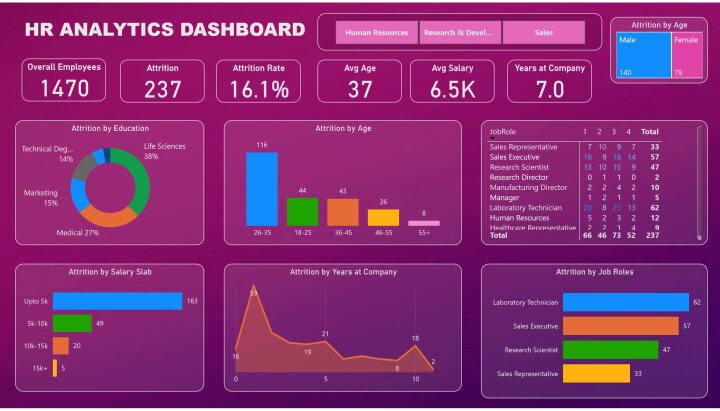 HR ANALYTICS DASHBOARD
Human Resources Research & Devel... Sales
Attrition by Age
Male Female
140 79
Overall Employees
1470
Attrition
237
Attrition Rate
16.1%
Avg Age
37
Avg Salary
6.5K
Years at Company
7.0
Attrition by Education
Technical Deg...
14%
Life Sciences
38%
Marketing
15%
Medical 27%
Attrition by Age
116
44
43
26
8
26-35 18-25 36-45 46-55 55+
JobRole 1 2 3 4 Total
Sales Representative 7 10 9 7 33
Sales Executive 16 9 18 14 57
Research Scientist 13 10 15 9 47
Research Director 0 1 1 0 2
Manufacturing Director 2 2 4 2 10
Manager 1 2 1 1 5
Laboratory Technician 20 8 21 13 62
Human Resources 5 2 3 2 12
Healthcare Representative 2 2 1 4 9
Total 66 46 73 52 237
Attrition by Salary Slab
Upto 5k 163
5k-10k 49
10k-15k 20
15k+ 5
Attrition by Years at Company
59
16
19
21
8
18
2
0 5 10
Attrition by Job Roles
Laboratory Technician 62
Sales Executive 57
Research Scientist 47
Sales Representative 33